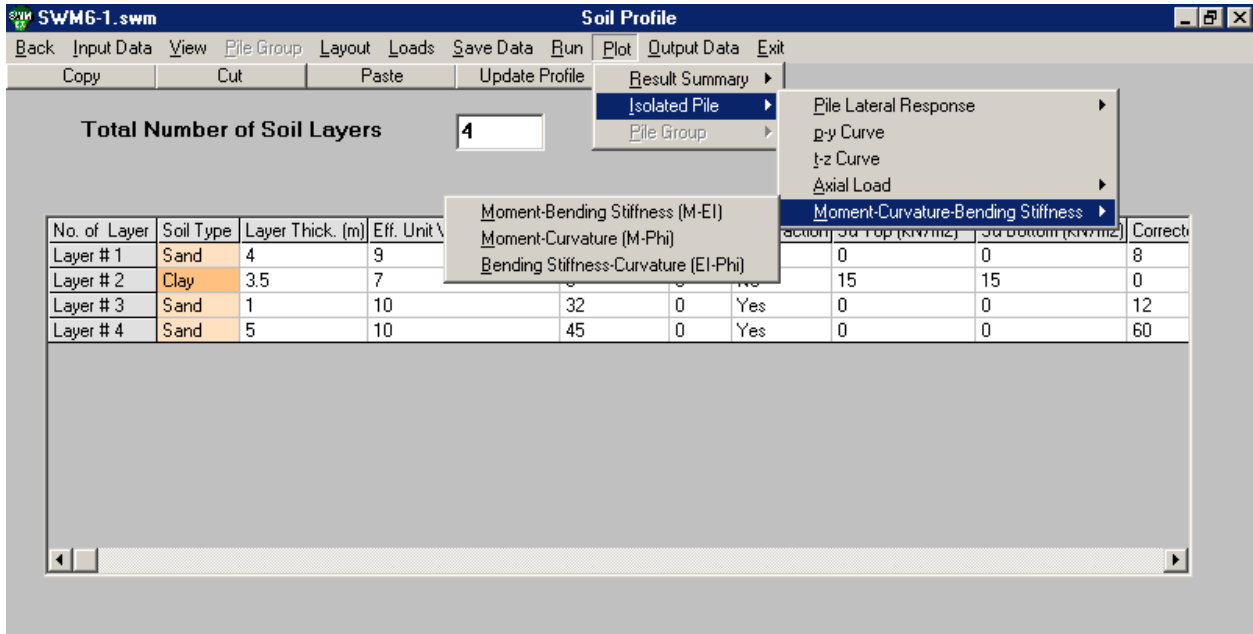 SWM6-1.swm Soil Profile
Back Input Data View Pile Group Layout Loads Save Data Run Plot Output Data Exit
Copy Cut Paste Update Profile
Result Summary
Isolated Pile
Pile Group
Pile Lateral Response
p-y Curve
t-z Curve
Axial Load
Moment-Curvature-Bending Stiffness
Moment-Bending Stiffness (M-EI)
Moment-Curvature (M-Phi)
Bending Stiffness-Curvature (EI-Phi)
Total Number of Soil Layers 4
No. of Layer Soil Type Layer Thick. (m) Eff. Unit
Layer # 1 Sand 4 9 0 0 8
Layer # 2 Clay 3.5 7 15 15 0
Layer # 3 Sand 1 10 32 0 Yes 0 0 12
Layer # 4 Sand 5 10 45 0 Yes 0 0 60